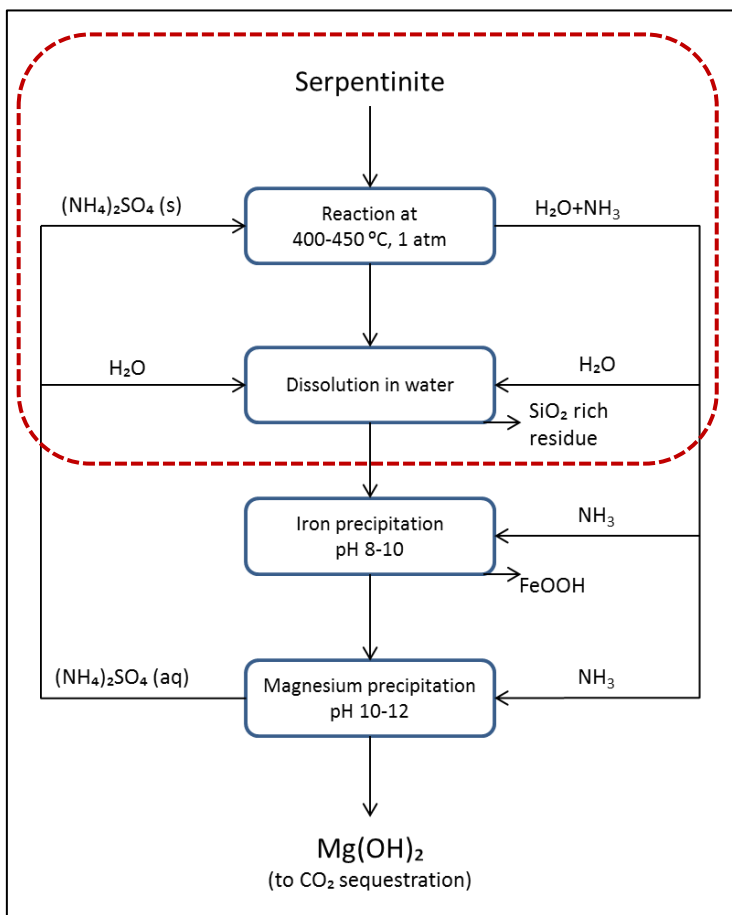 Serpentinite
(NH₄)₂SO₄ (s)
Reaction at
400-450 ⁰C, 1 atm
H₂O+NH₃
H₂O
Dissolution in water
H₂O
SiO₂ rich
residue
Iron precipitation
pH 8-10
NH₃
FeOOH
(NH₄)₂SO₄ (aq)
Magnesium precipitation
pH 10-12
NH₃
Mg(OH)₂
(to CO₂ sequestration)